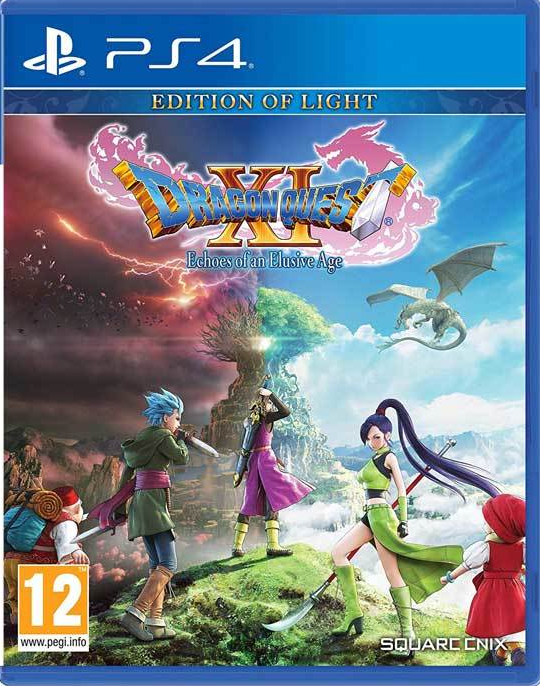 PS4
EDITION OF LIGHT
DRAGON QUEST
XI
Echoes of an Elusive Age
12
www.pegi.info
SQUARE ENIX